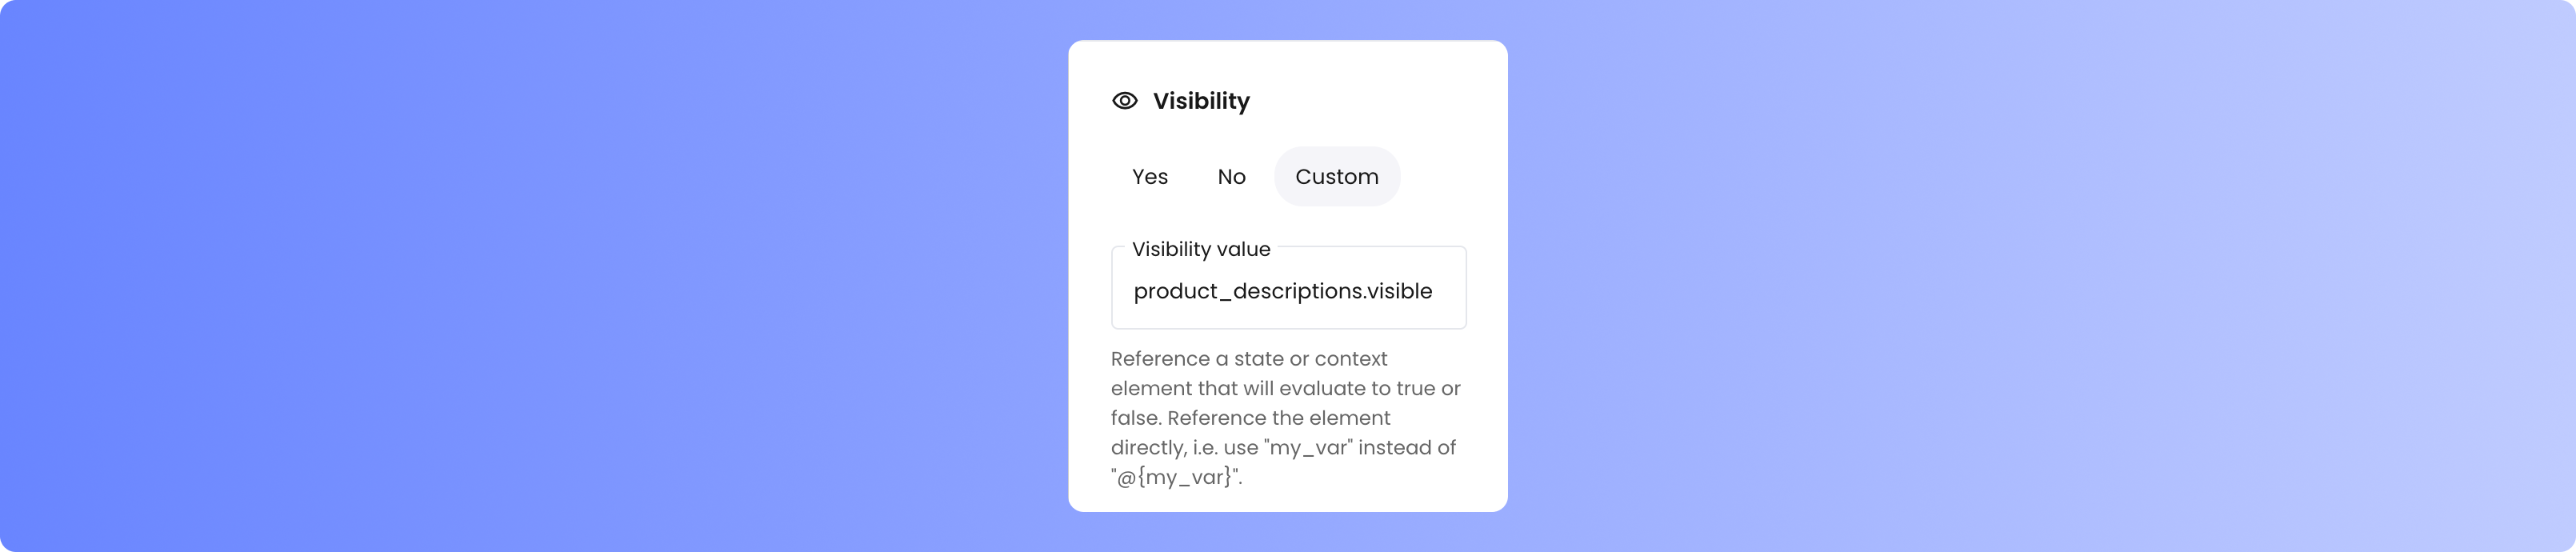 Visibility
Yes No Custom
Visibility value
product_descriptions.visible
Reference a state or context
element that will evaluate to true or
false. Reference the element
directly, i.e. use "my_var" instead of
"@{my_var}".